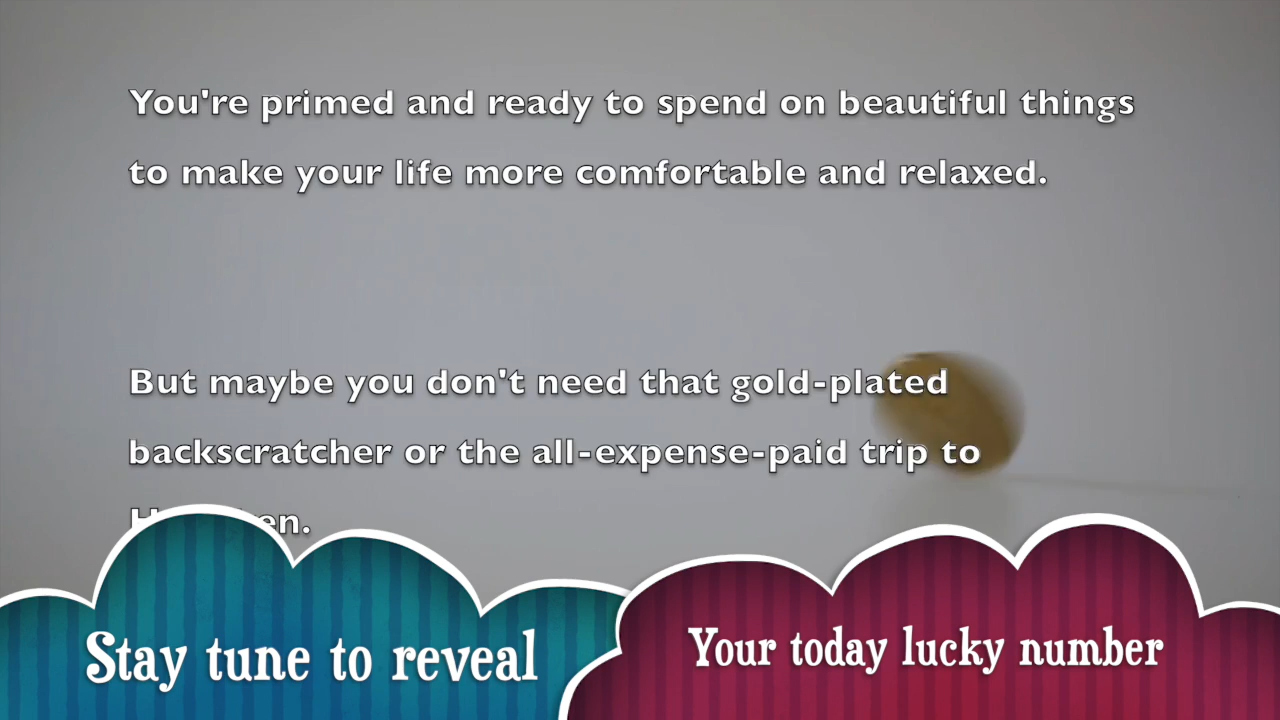 You're primed and ready to spend on beautiful things
to make your life more comfortable and relaxed.
But maybe you don't need that gold-plated
backscratcher or the all-expense-paid trip to
Stay tune to reveal
Your today lucky number